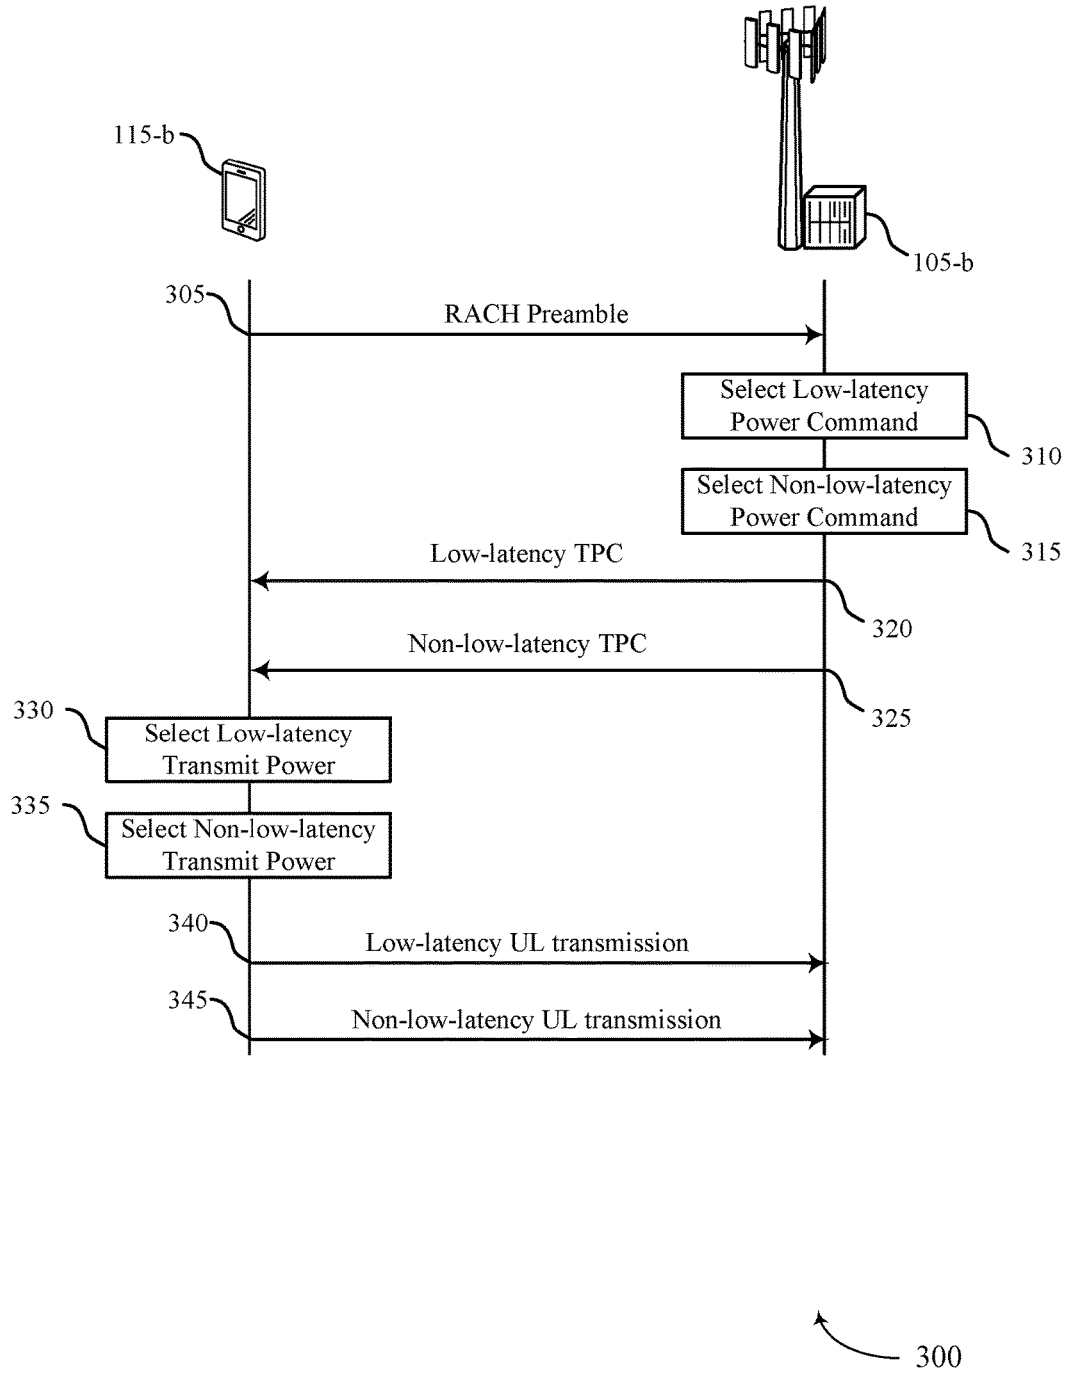 115-b
105-b
305
RACH Preamble
Select Low-latency
Power Command
310
Select Non-low-latency
Power Command
315
Low-latency TPC
320
Non-low-latency TPC
325
330
Select Low-latency
Transmit Power
335
Select Non-low-latency
Transmit Power
340
Low-latency UL transmission
345
Non-low-latency UL transmission
300